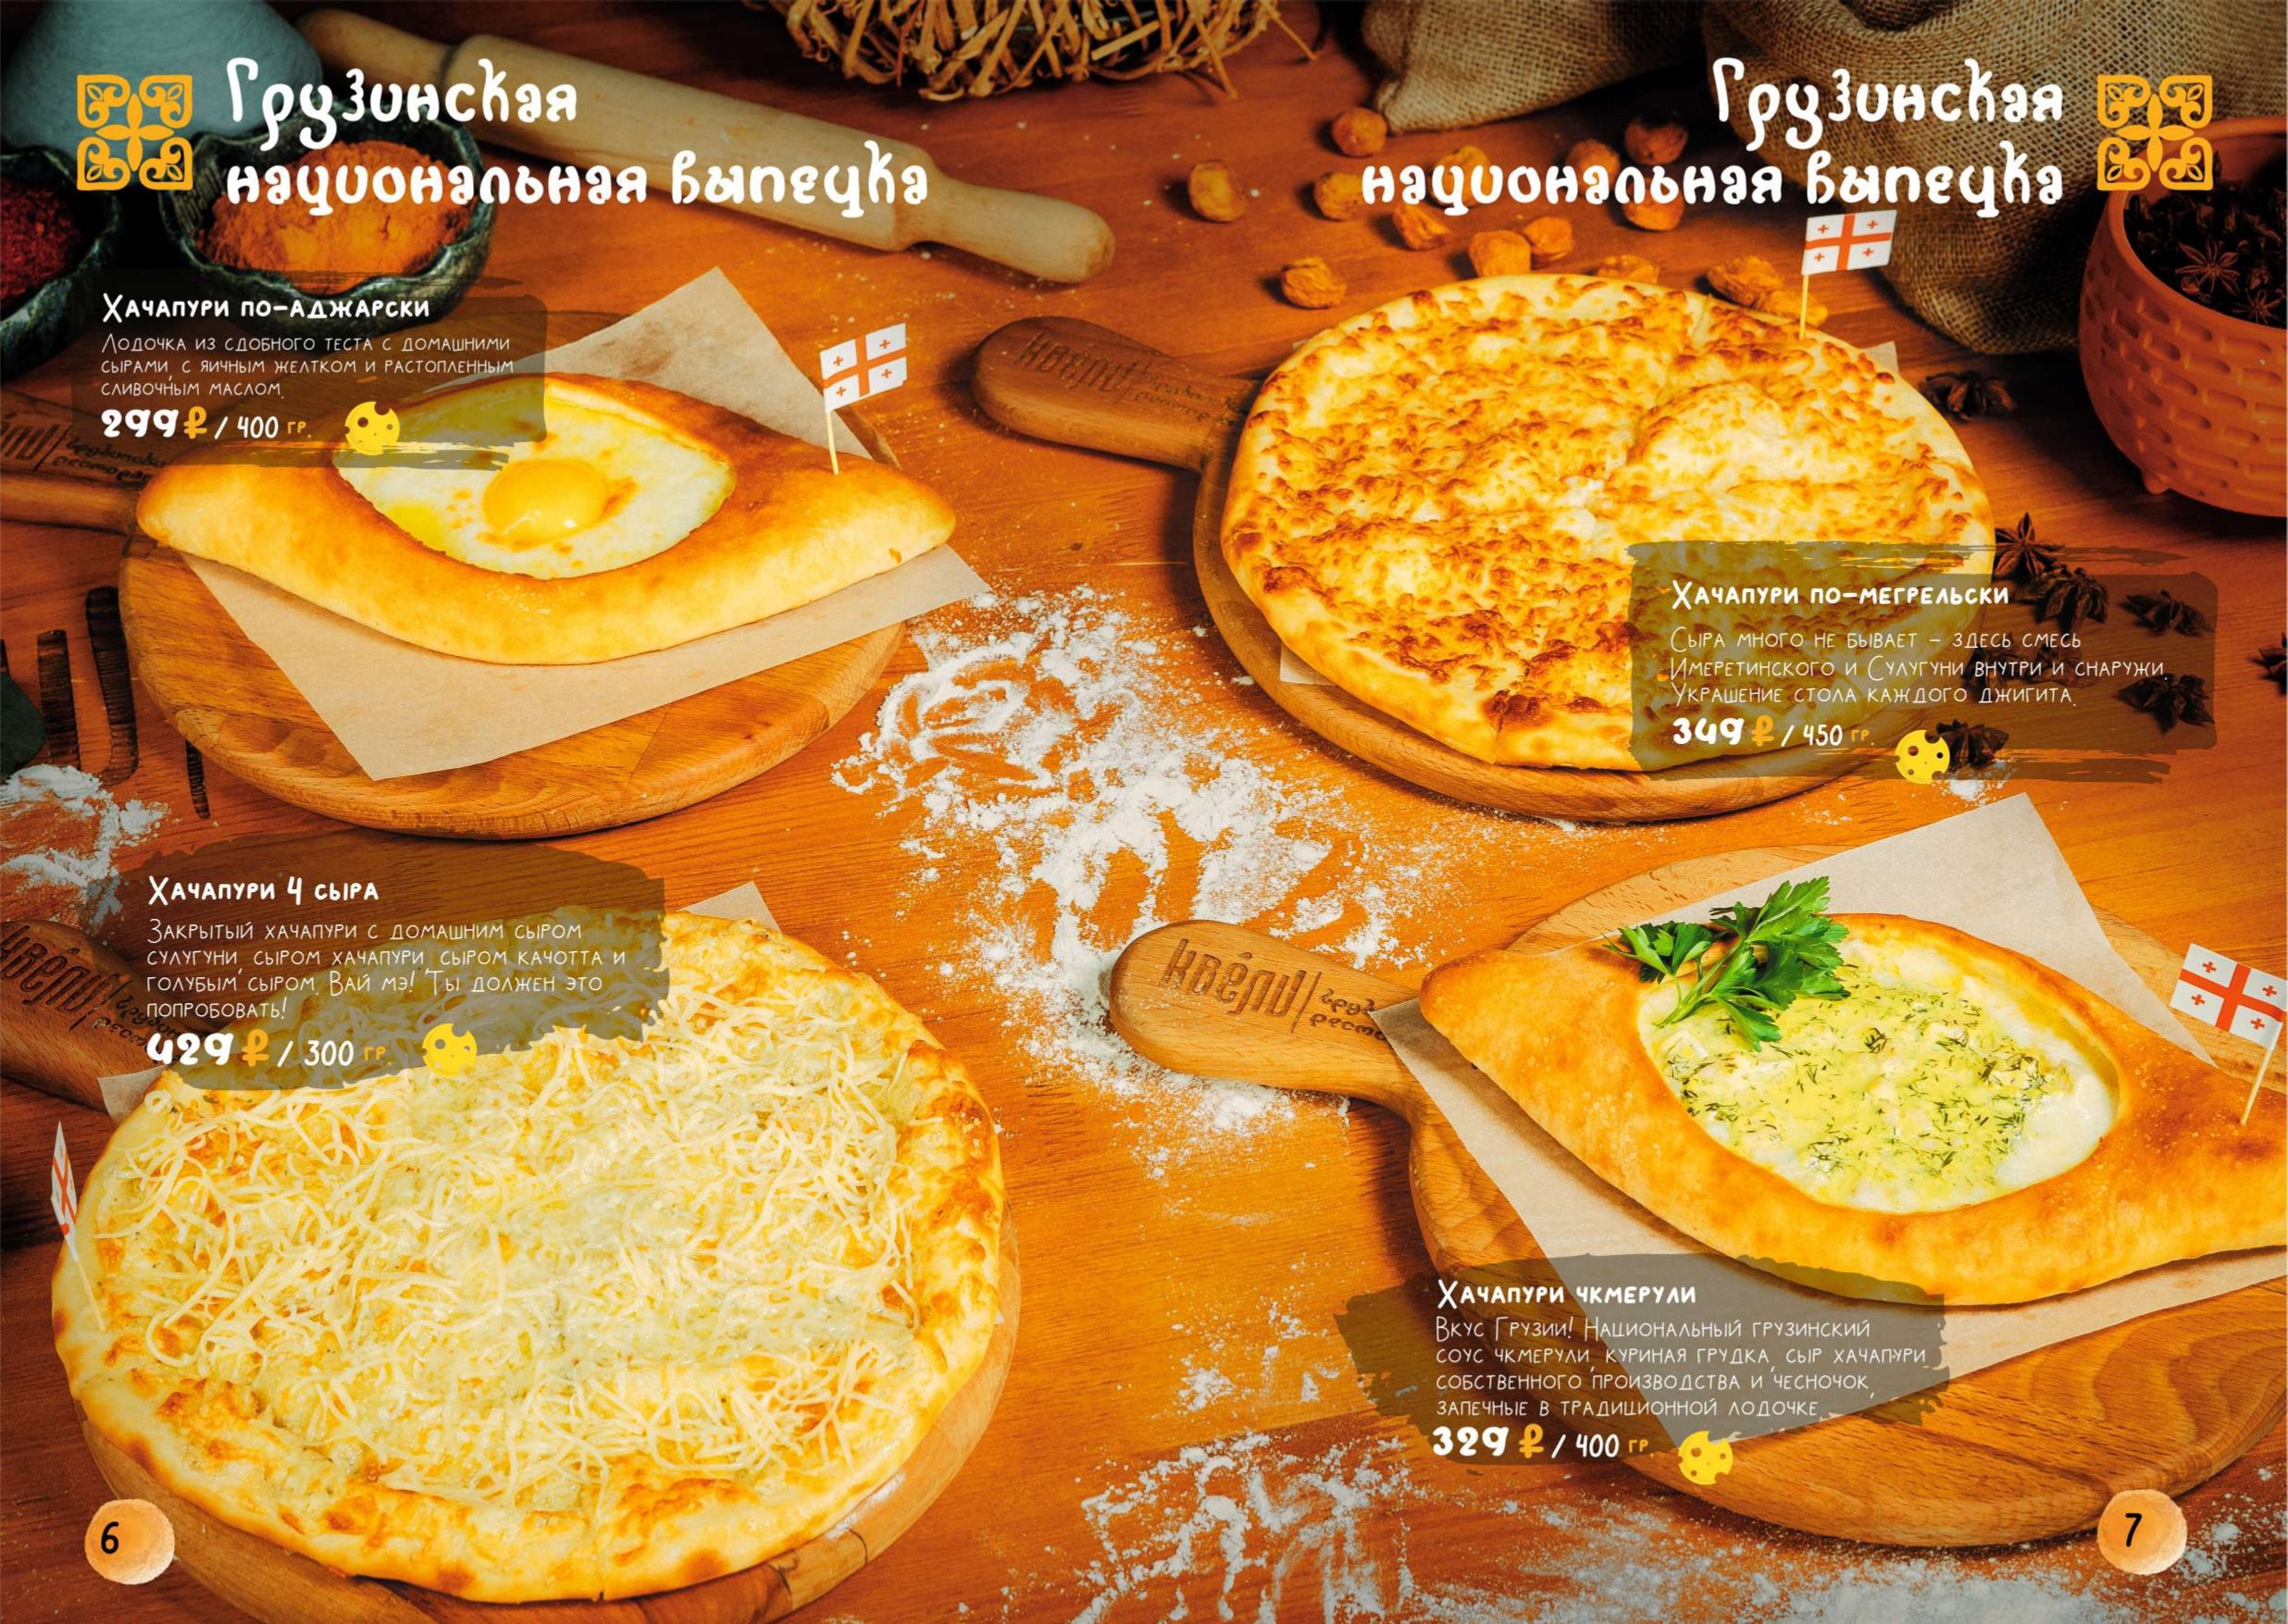 Грузинская
национальная выпечка
Хачапури по-аджарски
Лодочка из сдобного теста с домашними
сырами, с яичным желтком и растопленным
сливочным маслом.
299 ₽ / 400 гр.
Хачапури 4 сыра
Закрытый хачапури с домашним сыром
сулугуни, сыром хачапури, сыром качотта и
голубым сыром. Вай мэ! Ты должен это
попробовать!
429 ₽ / 300 гр.
6
Грузинская
национальная выпечка
Хачапури по-мегрельски
Сыра много не бывает – здесь смесь
Имеретинского и Сулугуни внутри и снаружи.
Украшение стола каждого джигита.
349 ₽ / 450 гр.
квели
Хачапури чкмерули
Вкус Грузии! Национальный грузинский
соус чкмерули, куриная грудка, сыр хачапури
собственного производства и чесночок,
запечные в традиционной лодочке.
329 ₽ / 400 гр.
7